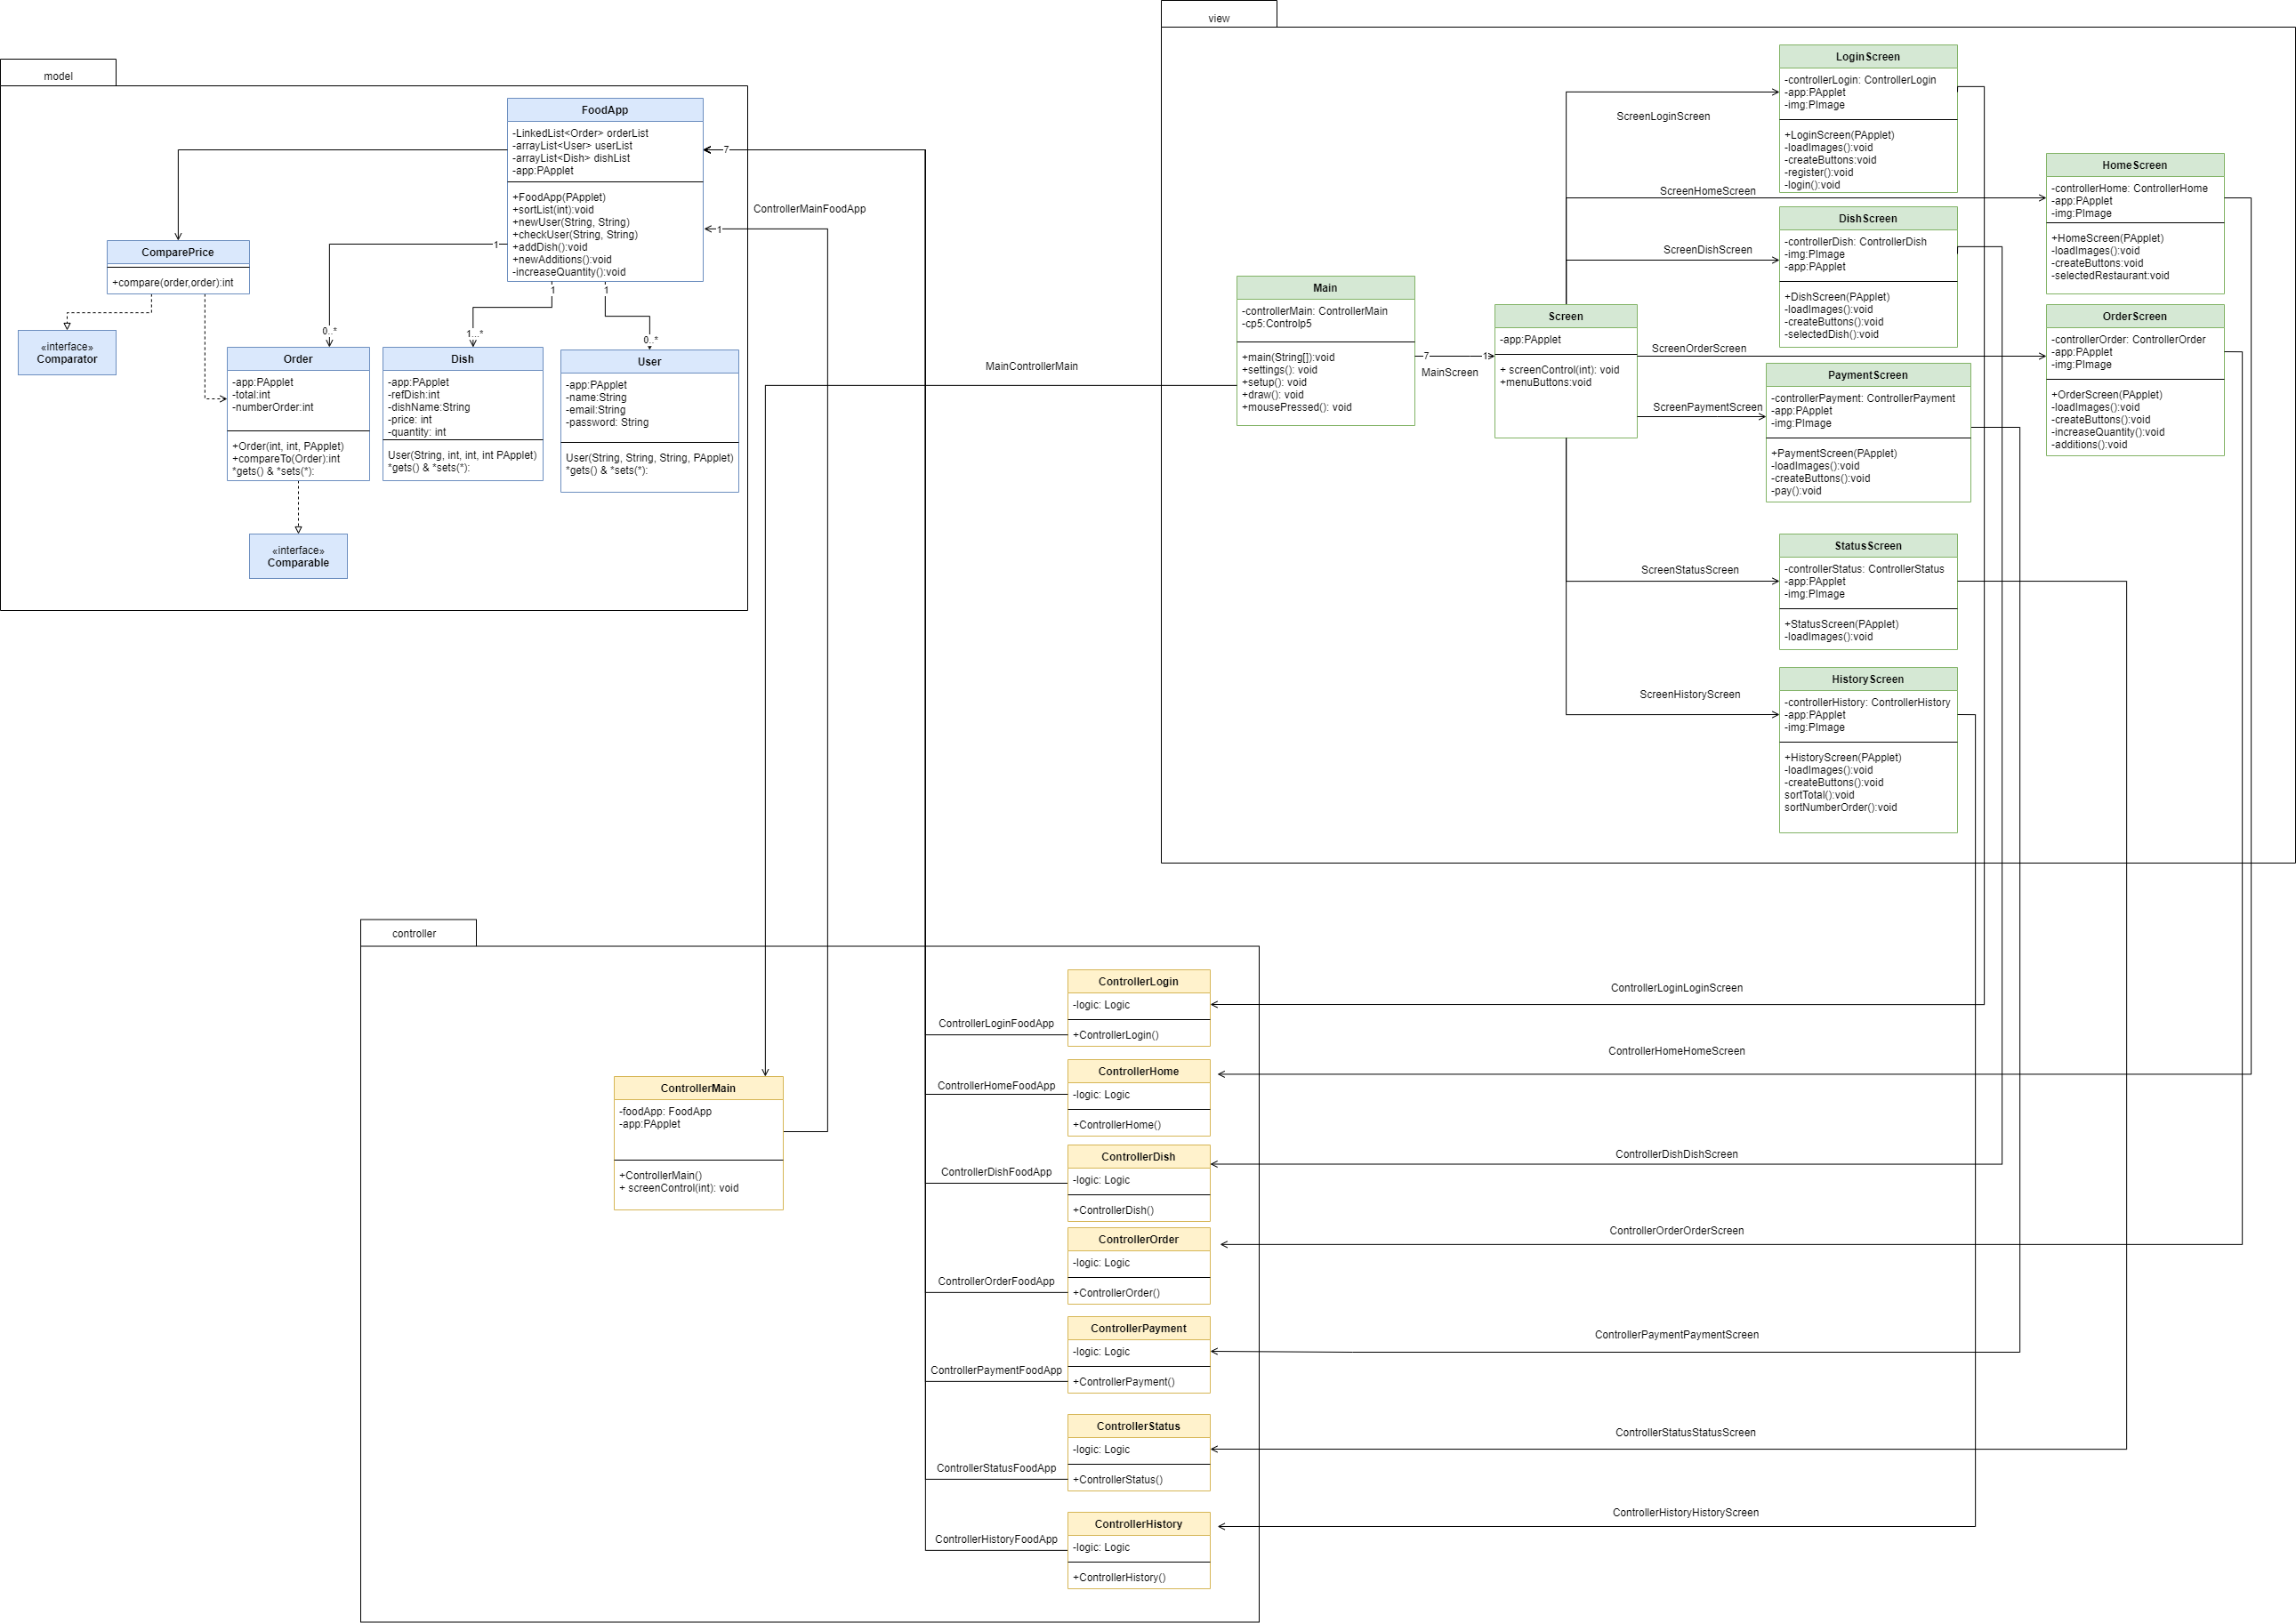 model
FoodApp
-LinkedList<Order> orderList
-arrayList<User> userList
-arrayList<Dish> dishList
-app:PApplet
+FoodApp(PApplet)
+sortList(int):void
+newUser(String, String)
+checkUser(String, String)
+addDish():void
+newAdditions():void
-increaseQuantity():void
7
1
1
1
1
0..*
1..*
0..*
ControllerMainFoodApp
ComparePrice
+compare(order,order):int
«interface»
Comparator
Order
-app:PApplet
-total:int
-numberOrder:int
+Order(int, int, PApplet)
+compareTo(Order):int
*gets() & *sets(*):
Dish
-app:PApplet
-refDish:int
-dishName:String
-price: int
-quantity: int
User(String, int, int, int PApplet)
*gets() & *sets(*):
User
-app:PApplet
-name:String
-email:String
-password: String
User(String, String, String, PApplet)
*gets() & *sets(*):
«interface»
Comparable
view
Main
-controllerMain: ControllerMain
-cp5:Controlp5
+main(String[]):void
+settings(): void
+setup(): void
+draw(): void
+mousePressed(): void
MainControllerMain
7
1
MainScreen
Screen
-app:PApplet
+ screenControl(int): void
+menuButtons:void
ScreenLoginScreen
ScreenHomeScreen
ScreenDishScreen
ScreenOrderScreen
ScreenPaymentScreen
ScreenStatusScreen
ScreenHistoryScreen
LoginScreen
-controllerLogin: ControllerLogin
-app:PApplet
-img:PImage
+LoginScreen(PApplet)
-loadImages():void
-createButtons:void
-register():void
-login():void
HomeScreen
-controllerHome: ControllerHome
-app:PApplet
-img:PImage
+HomeScreen(PApplet)
-loadImages():void
-createButtons:void
-selectedRestaurant:void
DishScreen
-controllerDish: ControllerDish
-img:PImage
-app:PApplet
+DishScreen(PApplet)
-loadImages():void
-createButtons():void
-selectedDish():void
OrderScreen
-controllerOrder: ControllerOrder
-app:PApplet
-img:PImage
+OrderScreen(PApplet)
-loadImages():void
-createButtons():void
-increaseQuantity():void
-additions():void
PaymentScreen
-controllerPayment: ControllerPayment
-app:PApplet
-img:PImage
+PaymentScreen(PApplet)
-loadImages():void
-createButtons():void
-pay():void
StatusScreen
-controllerStatus: ControllerStatus
-app:PApplet
-img:PImage
+StatusScreen(PApplet)
-loadImages():void
HistoryScreen
-controllerHistory: ControllerHistory
-app:PApplet
-img:PImage
+HistoryScreen(PApplet)
-loadImages():void
-createButtons():void
sortTotal():void
sortNumberOrder():void
controller
ControllerMain
-foodApp: FoodApp
-app:PApplet
+ControllerMain()
+ screenControl(int): void
ControllerLogin
-logic: Logic
+ControllerLogin()
ControllerLoginFoodApp
ControllerLoginLoginScreen
ControllerHome
-logic: Logic
+ControllerHome()
ControllerHomeFoodApp
ControllerHomeHomeScreen
ControllerDish
-logic: Logic
+ControllerDish()
ControllerDishFoodApp
ControllerDishDishScreen
ControllerOrder
-logic: Logic
+ControllerOrder()
ControllerOrderFoodApp
ControllerOrderOrderScreen
ControllerPayment
-logic: Logic
+ControllerPayment()
ControllerPaymentFoodApp
ControllerPaymentPaymentScreen
ControllerStatus
-logic: Logic
+ControllerStatus()
ControllerStatusFoodApp
ControllerStatusStatusScreen
ControllerHistory
-logic: Logic
+ControllerHistory()
ControllerHistoryFoodApp
ControllerHistoryHistoryScreen